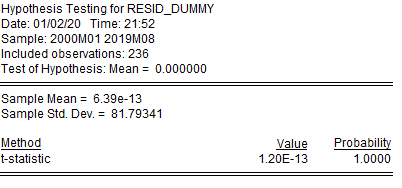 Hypothesis Testing for RESID_DUMMY
Date: 01/02/20 Time: 21:52
Sample: 2000M01 2019M08
Included observations: 236
Test of Hypothesis: Mean = 0.000000
Sample Mean = 6.39e-13
Sample Std. Dev. = 81.79341
Method Value Probability
t-statistic 1.20E-13 1.0000